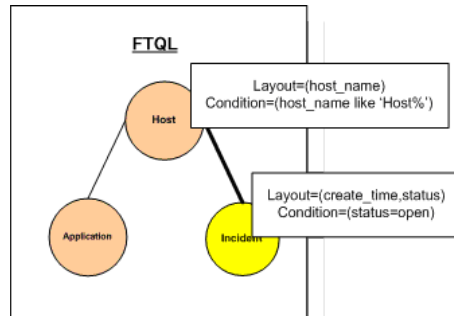 FTQL
Host
Layout=(host_name)
Condition=(host_name like 'Host%')
Layout=(create_time,status)
Condition=(status=open)
Application
Incident